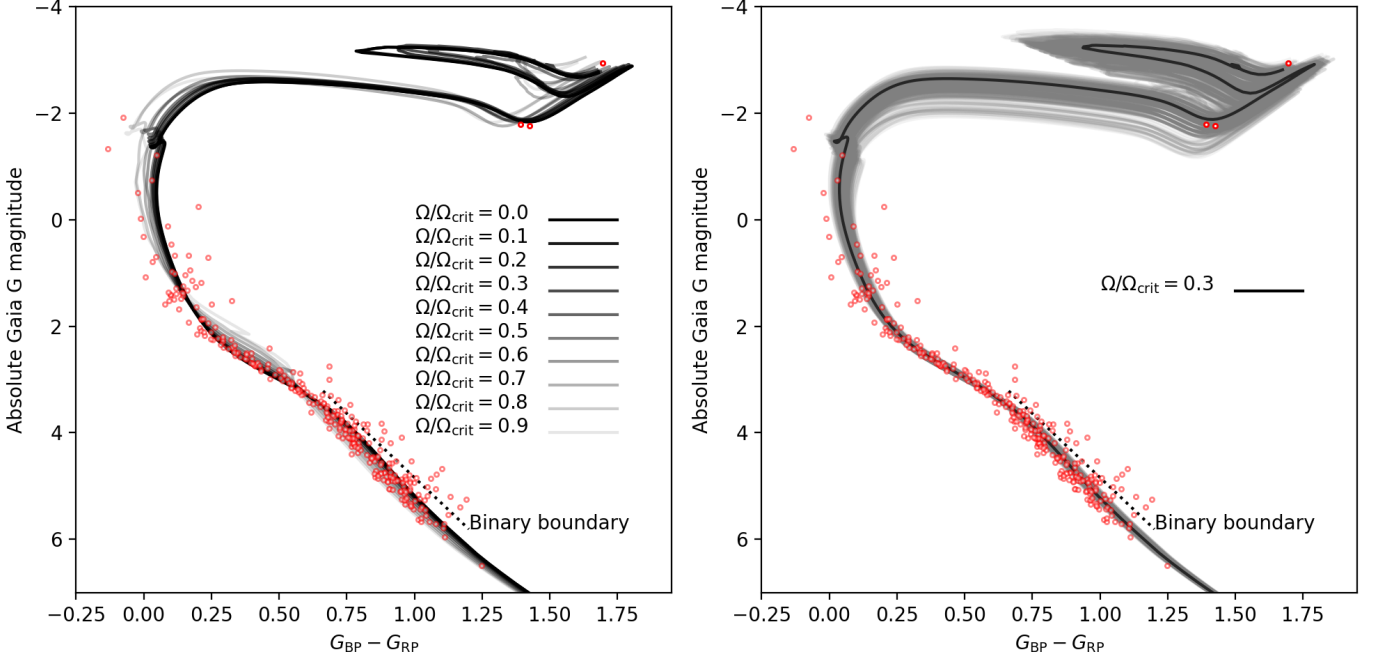 −4
−2
0
2
4
6
Absolute Gaia G magnitude
Ω/Ωcrit = 0.0
Ω/Ωcrit = 0.1
Ω/Ωcrit = 0.2
Ω/Ωcrit = 0.3
Ω/Ωcrit = 0.4
Ω/Ωcrit = 0.5
Ω/Ωcrit = 0.6
Ω/Ωcrit = 0.7
Ω/Ωcrit = 0.8
Ω/Ωcrit = 0.9
Binary boundary
−0.25 0.00 0.25 0.50 0.75 1.00 1.25 1.50 1.75
GBP − GRP
−4
−2
0
2
4
6
Absolute Gaia G magnitude
Ω/Ωcrit = 0.3
Binary boundary
−0.25 0.00 0.25 0.50 0.75 1.00 1.25 1.50 1.75
GBP − GRP